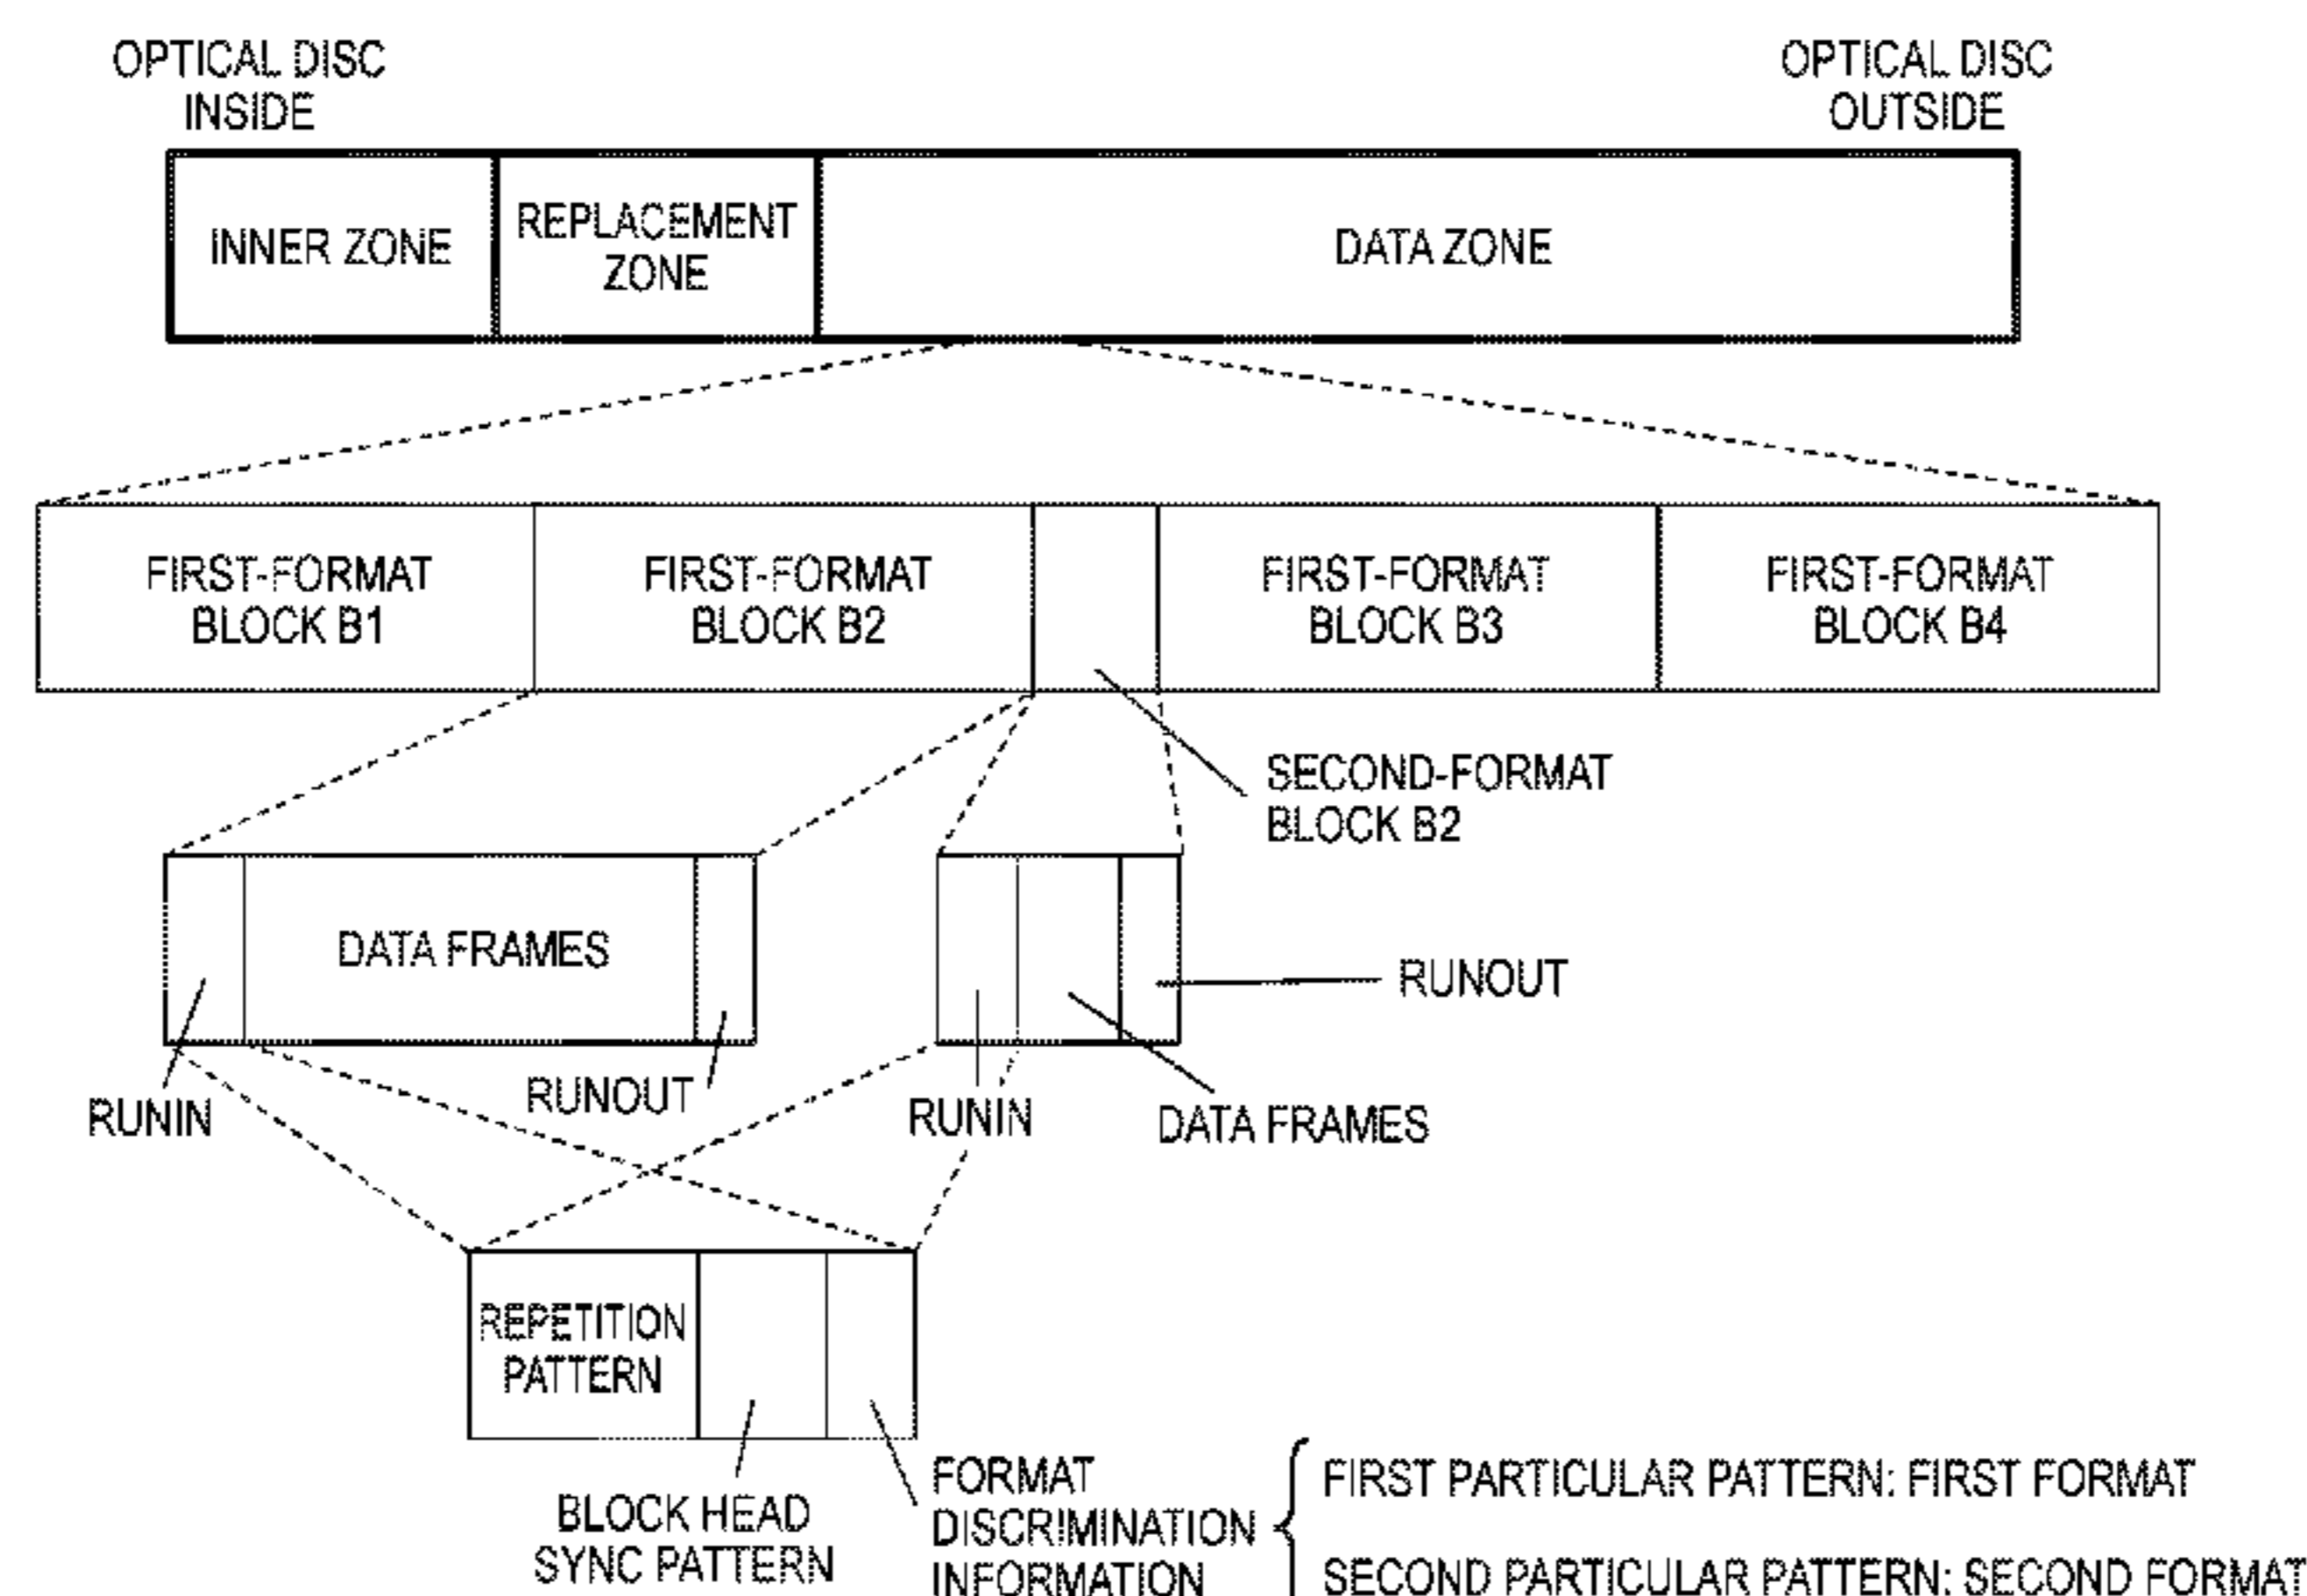 OPTICAL DISC
INSIDE
OPTICAL DISC
OUTSIDE
INNER ZONE
REPLACEMENT
ZONE
DATA ZONE
FIRST-FORMAT
BLOCK B1
FIRST-FORMAT
BLOCK B2
FIRST-FORMAT
BLOCK B3
FIRST-FORMAT
BLOCK B4
SECOND-FORMAT
BLOCK B2
DATA FRAMES
RUNOUT
RUNIN
RUNOUT
RUNIN
DATA FRAMES
REPETITION
PATTERN
BLOCK HEAD
SYNC PATTERN
FORMAT
DISCRIMINATION
INFORMATION
FIRST PARTICULAR PATTERN: FIRST FORMAT
SECOND PARTICULAR PATTERN: SECOND FORMAT